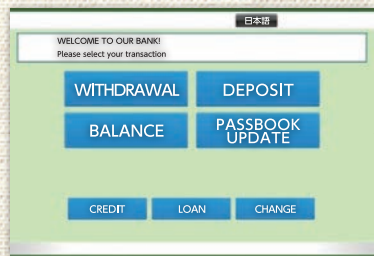 日本語
WELCOME TO OUR BANK!
Please select your transaction
WITHDRAWAL
DEPOSIT
BALANCE
PASSBOOK
UPDATE
CREDIT
LOAN
CHANGE